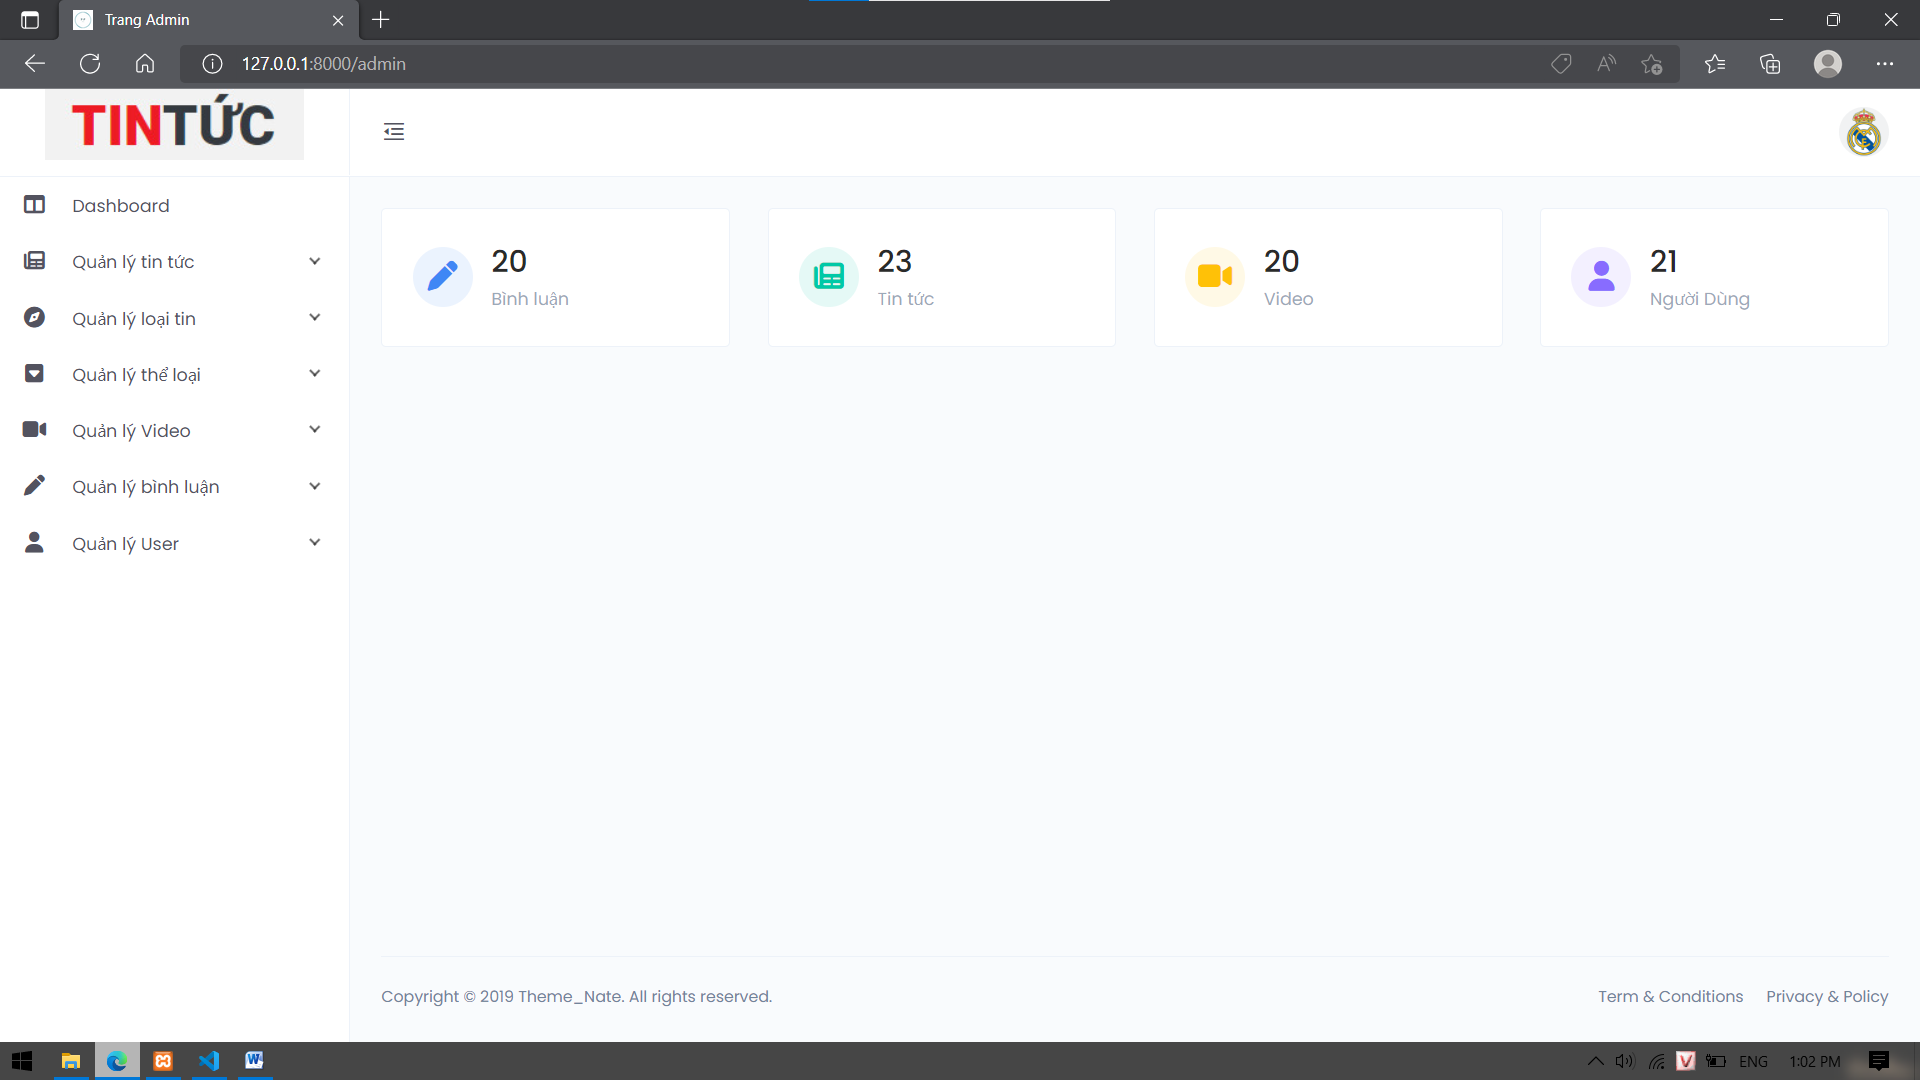 Trang Admin
127.0.0.1:8000/admin
TINTỨC
Dashboard
Quản lý tin tức
Quản lý loại tin
Quản lý thể loại
Quản lý Video
Quản lý bình luận
Quản lý User
20
Bình luận
23
Tin tức
20
Video
21
Người Dùng
Copyright © 2019 Theme_Nate. All rights reserved.
Term & Conditions
Privacy & Policy
ENG
1:02 PM